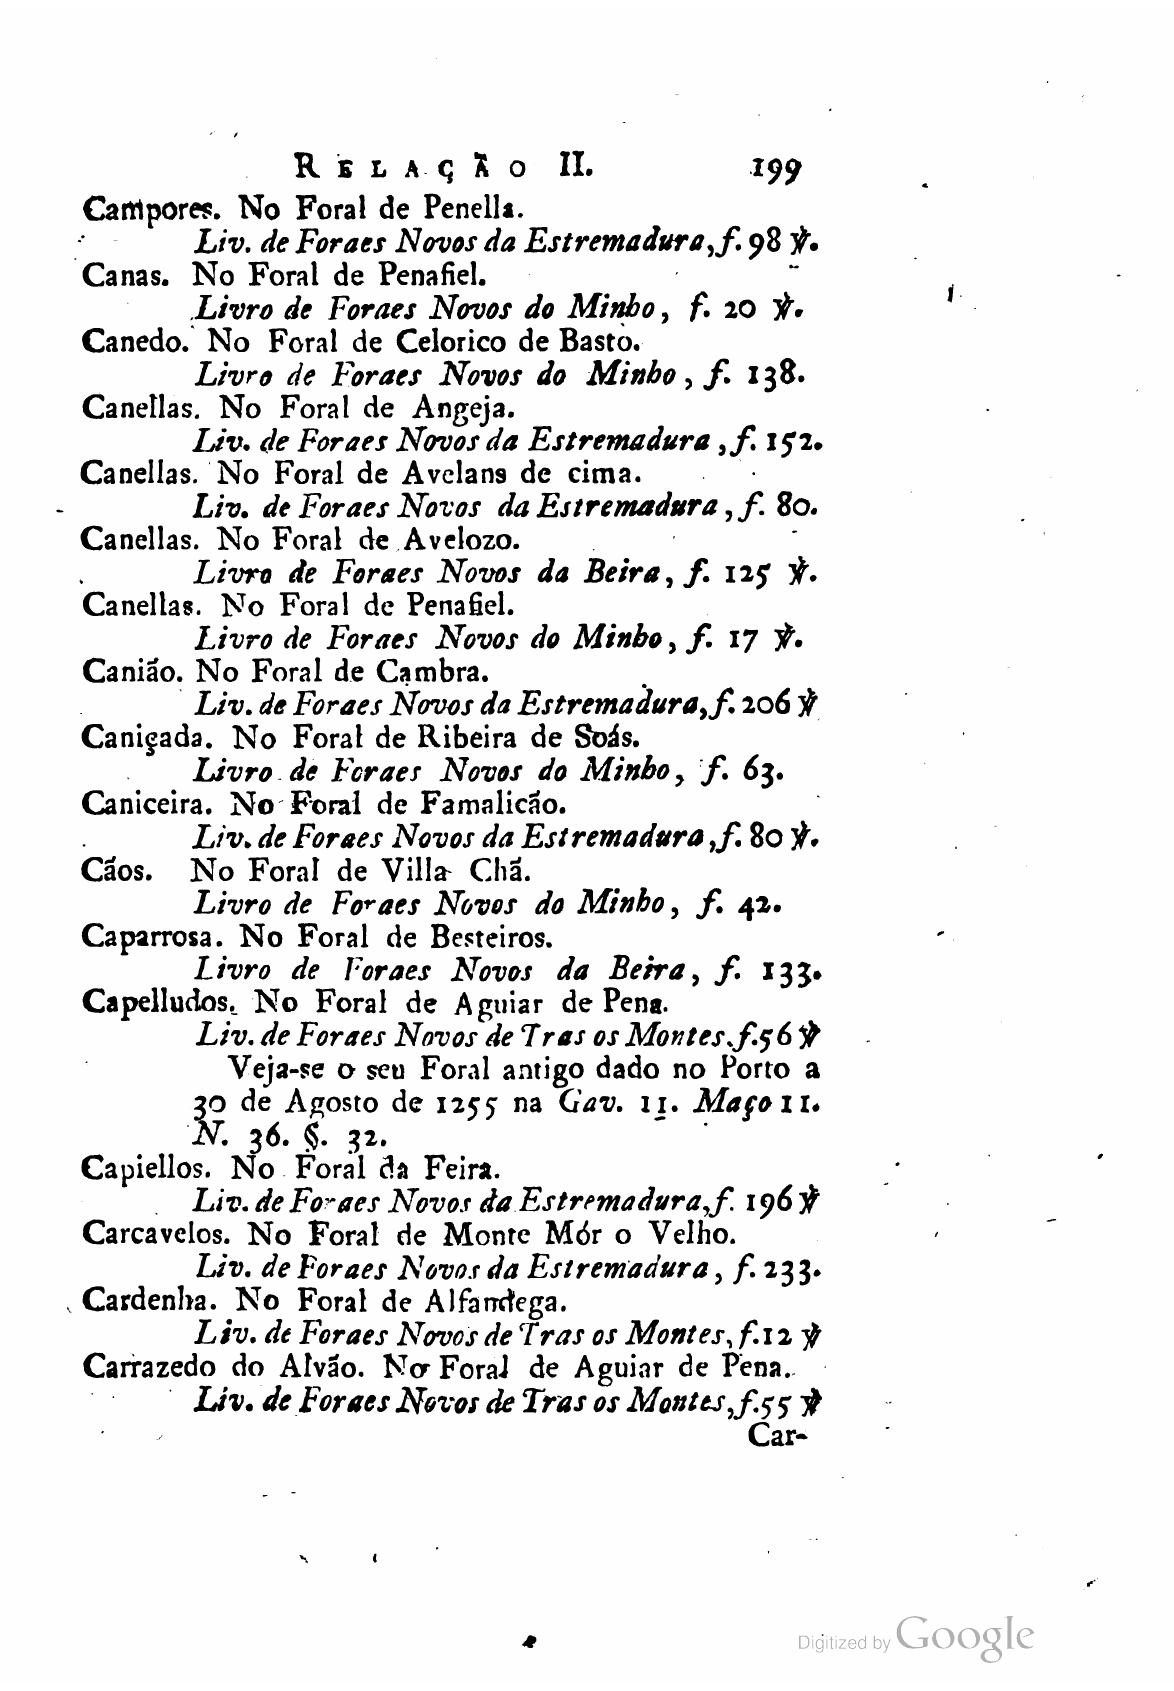 RELAÇÃO II. 199
Campores. No Foral de Penella.
Liv. de Foraes Novos da Estremadura, f. 98 ℣.
Canas. No Foral de Penafiel.
Livro de Foraes Novos do Minho, f. 20 ℣.
Canedo. No Foral de Celorico de Basto.
Livro de Foraes Novos do Minho, f. 138.
Canellas. No Foral de Angeja.
Liv. de Foraes Novos da Estremadura, f. 152.
Canellas. No Foral de Avelans de cima.
Liv. de Foraes Novos da Estremadura, f. 80.
Canellas. No Foral de Avelozo.
Livro de Foraes Novos da Beira, f. 125 ℣.
Canellas. No Foral de Penafiel.
Livro de Foraes Novos do Minho, f. 17 ℣.
Canião. No Foral de Cambra.
Liv. de Foraes Novos da Estremadura, f. 206 ℣
Caniçada. No Foral de Ribeira de Soás.
Livro de Foraes Novos do Minho, f. 63.
Caniceira. No Foral de Famalicão.
Liv. de Foraes Novos da Estremadura, f. 80 ℣.
Cãos. No Foral de Villa Chã.
Livro de Foraes Novos do Minho, f. 42.
Caparrosa. No Foral de Besteiros.
Livro de Foraes Novos da Beira, f. 133.
Capelludos. No Foral de Aguiar de Pena.
Liv. de Foraes Novos de Tras os Montes, f. 56 ℣
Veja-se o seu Foral antigo dado no Porto a
30 de Agosto de 1255 na Gav. 11. Maço 11.
N. 36. §. 32.
Capiellos. No Foral da Feira.
Liv. de Foraes Novos da Estremadura, f. 196 ℣
Carcavelos. No Foral de Monte Mór o Velho.
Liv. de Foraes Novos da Estremadura, f. 233.
Cardenha. No Foral de Alfandega.
Liv. de Foraes Novos de Tras os Montes, f. 12 ℣
Carrazedo do Alvão. No Foral de Aguiar de Pena.
Liv. de Foraes Novos de Tras os Montes, f. 55 ℣
Car-
Digitized by Google